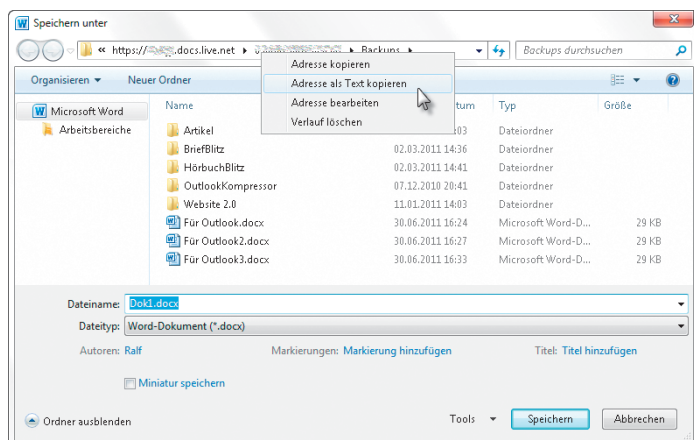 Speichern unter
« https:// .docs.live.net ▸ ▸ Backups ▸ Backups durchsuchen
Organisieren Neuer Ordner
Adresse kopieren
Adresse als Text kopieren
Adresse bearbeiten
Verlauf löschen
Microsoft Word
Arbeitsbereiche
Name tum Typ Größe
Artikel :03 Dateiordner
BriefBlitz 02.03.2011 14:36 Dateiordner
HörbuchBlitz 02.03.2011 14:41 Dateiordner
OutlookKompressor 07.12.2010 20:41 Dateiordner
Website 2.0 11.01.2011 14:03 Dateiordner
Für Outlook.docx 30.06.2011 16:24 Microsoft Word-D... 29 KB
Für Outlook2.docx 30.06.2011 16:27 Microsoft Word-D... 29 KB
Für Outlook3.docx 30.06.2011 16:33 Microsoft Word-D... 29 KB
Dateiname: Dok1.docx
Dateityp: Word-Dokument (*.docx)
Autoren: Ralf Markierungen: Markierung hinzufügen Titel: Titel hinzufügen
Miniatur speichern
Ordner ausblenden Tools Speichern Abbrechen